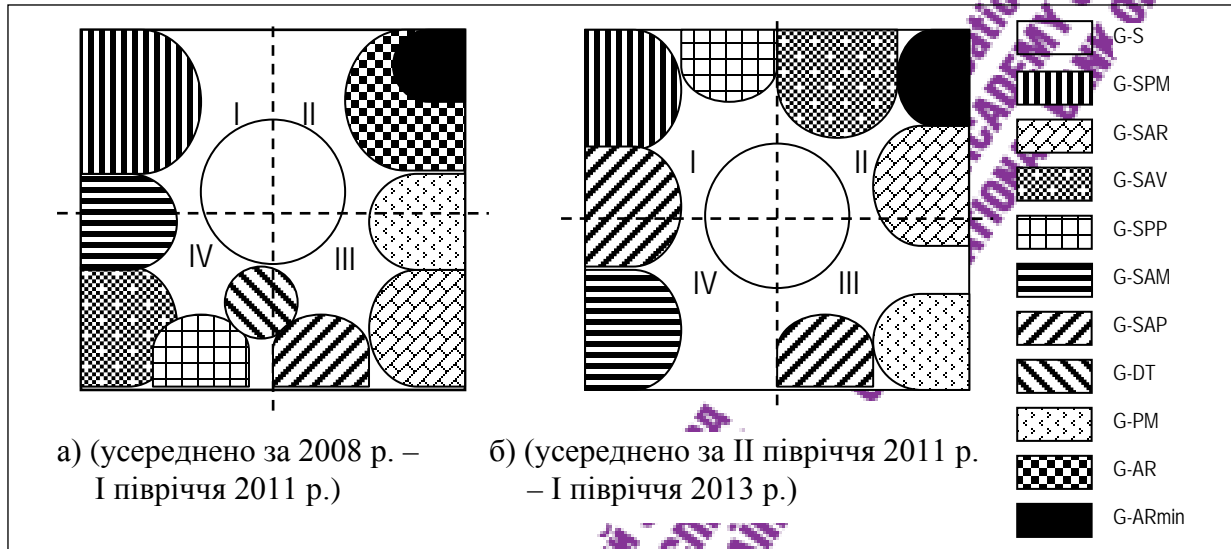 I II
IV III
I II
IV III
G-S
G-SPM
G-SAR
G-SAV
G-SPP
G-SAM
G-SAP
G-DT
G-PM
G-AR
G-ARmin
а) (усереднено за 2008 р. –
І півріччя 2011 р.)
б) (усереднено за ІІ півріччя 2011 р.
– І півріччя 2013 р.)
ACADEMY